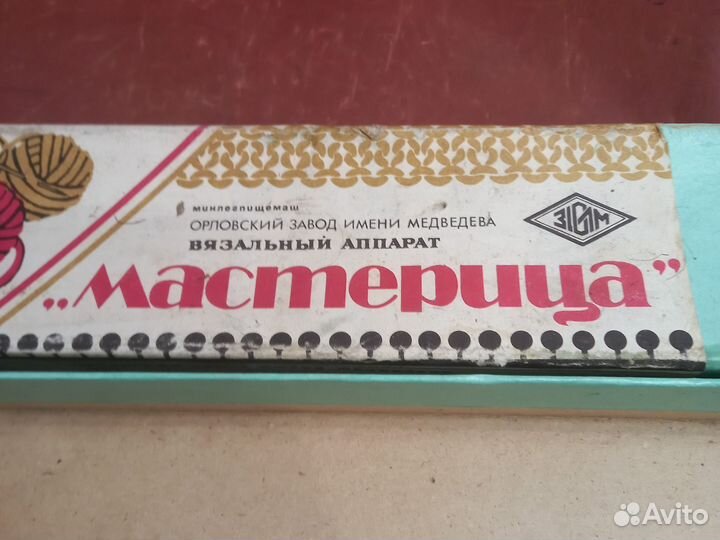 минлегпищемаш
ОРЛОВСКИЙ ЗАВОД ИМЕНИ МЕДВЕДЕВА
ВЯЗАЛЬНЫЙ АППАРАТ
„Мастерица”
Avito